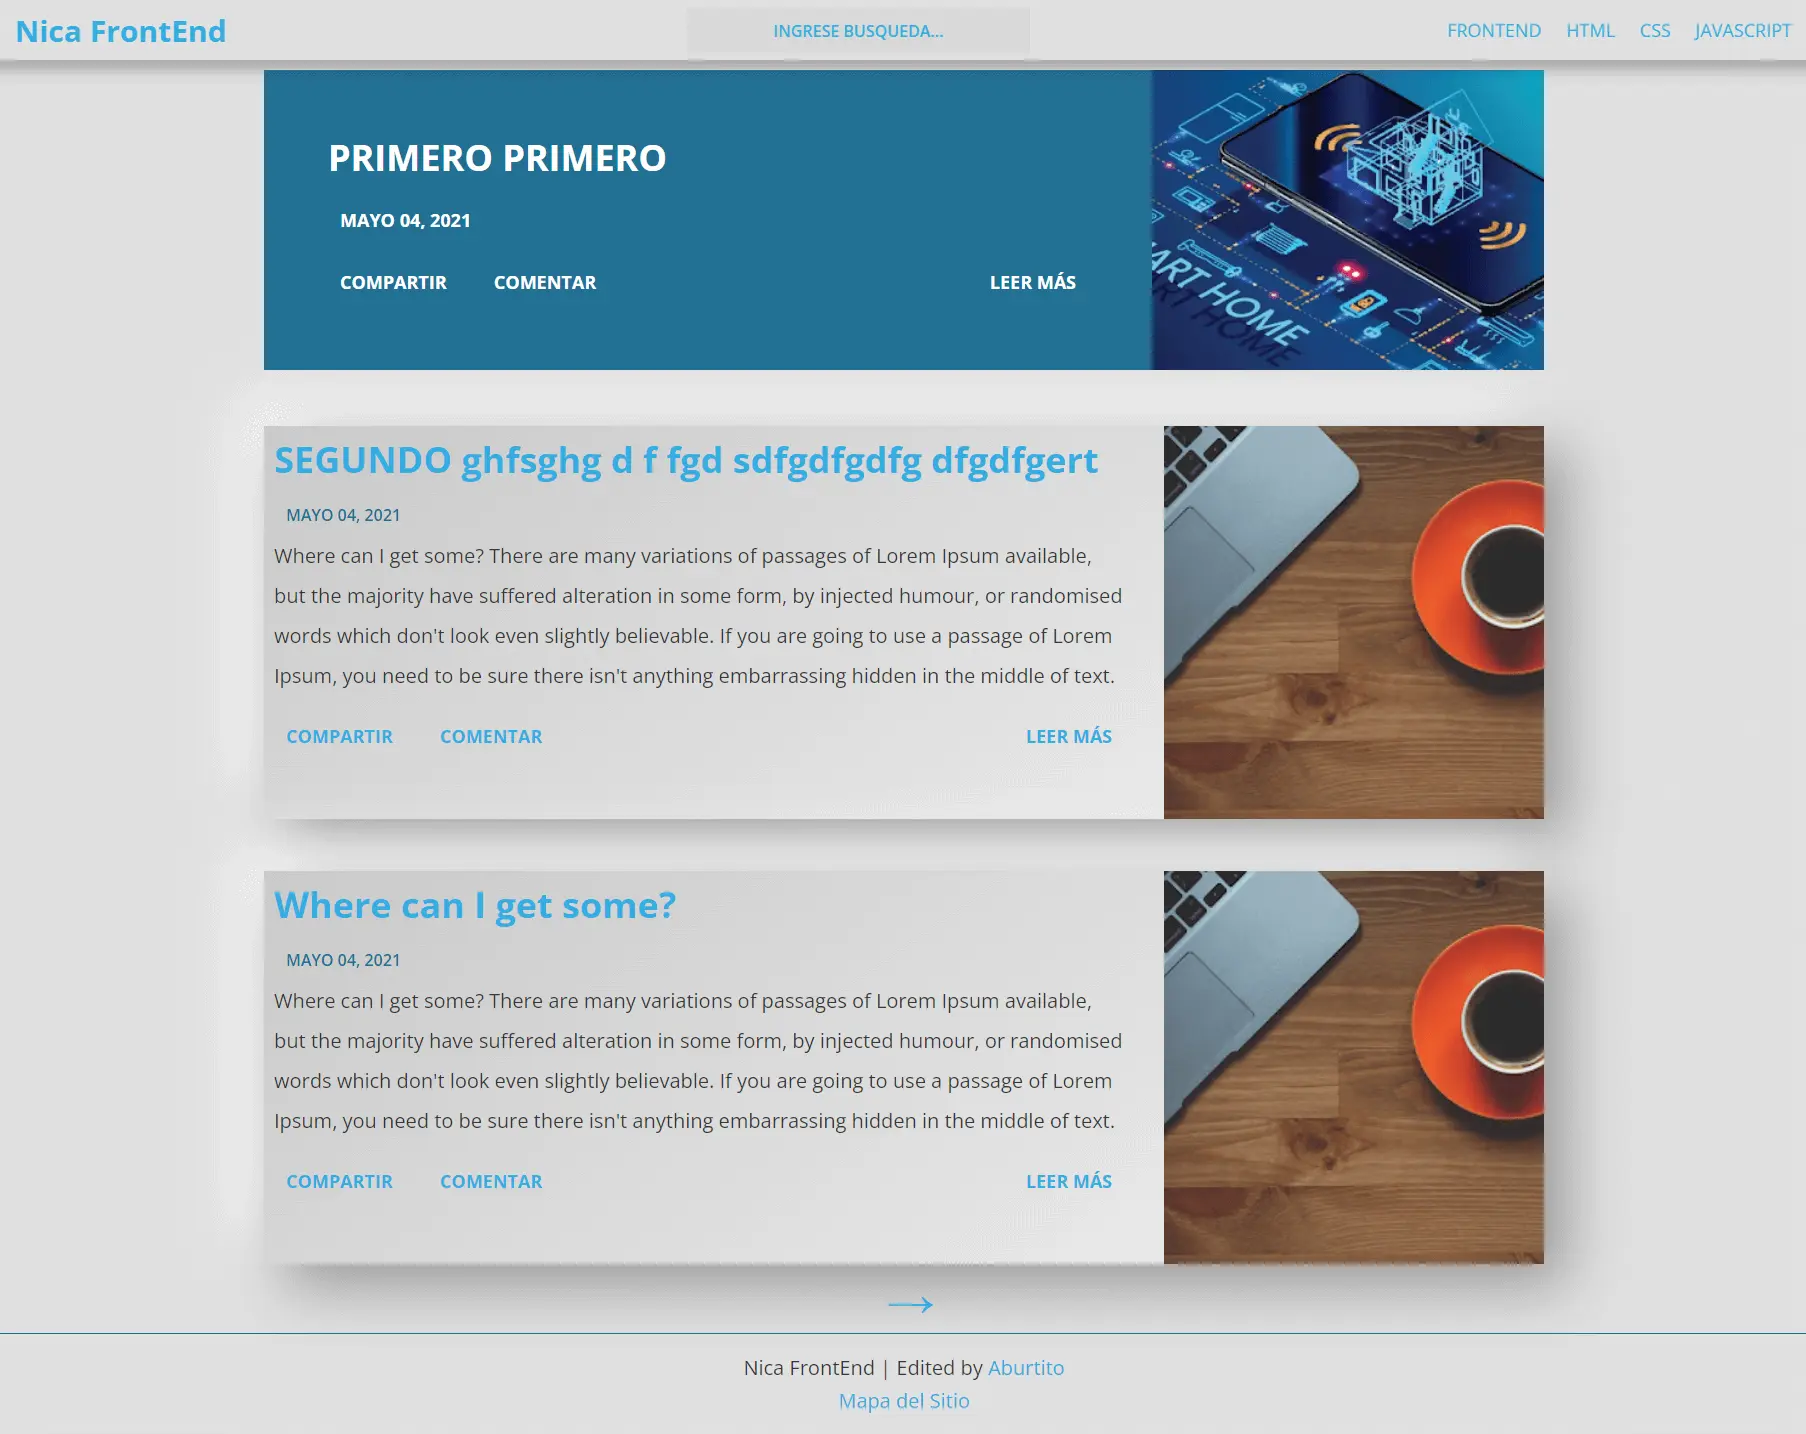 Nica FrontEnd
INGRESE BUSQUEDA...
FRONTEND HTML CSS JAVASCRIPT
PRIMERO PRIMERO
MAYO 04, 2021
COMPARTIR COMENTAR LEER MÁS
SMART HOME
SEGUNDO ghfsghg d f fgd sdfgdfgdfg dfgdfgert
MAYO 04, 2021
Where can I get some? There are many variations of passages of Lorem Ipsum available,
but the majority have suffered alteration in some form, by injected humour, or randomised
words which don't look even slightly believable. If you are going to use a passage of Lorem
Ipsum, you need to be sure there isn't anything embarrassing hidden in the middle of text.
COMPARTIR COMENTAR LEER MÁS
Where can I get some?
MAYO 04, 2021
Where can I get some? There are many variations of passages of Lorem Ipsum available,
but the majority have suffered alteration in some form, by injected humour, or randomised
words which don't look even slightly believable. If you are going to use a passage of Lorem
Ipsum, you need to be sure there isn't anything embarrassing hidden in the middle of text.
COMPARTIR COMENTAR LEER MÁS
Nica FrontEnd | Edited by Aburtito
Mapa del Sitio